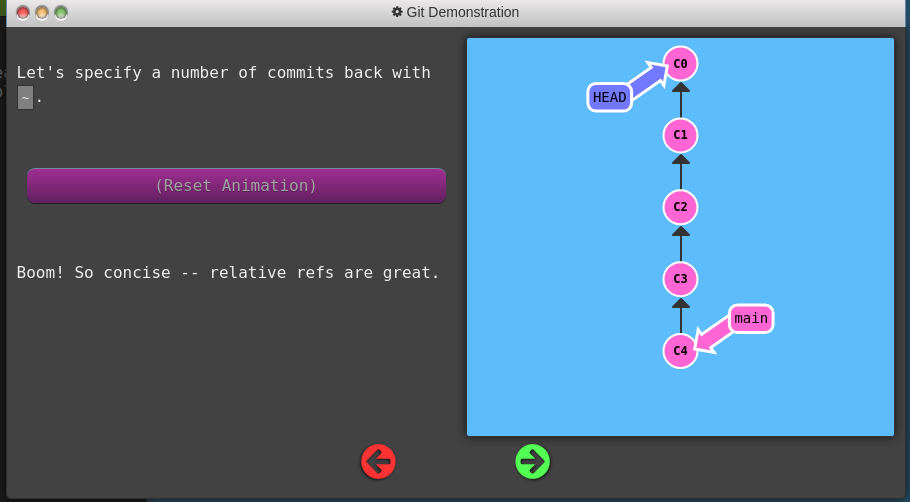 Git Demonstration
Let's specify a number of commits back with
~.
(Reset Animation)
Boom! So concise -- relative refs are great.
C0
HEAD
C1
C2
C3
main
C4